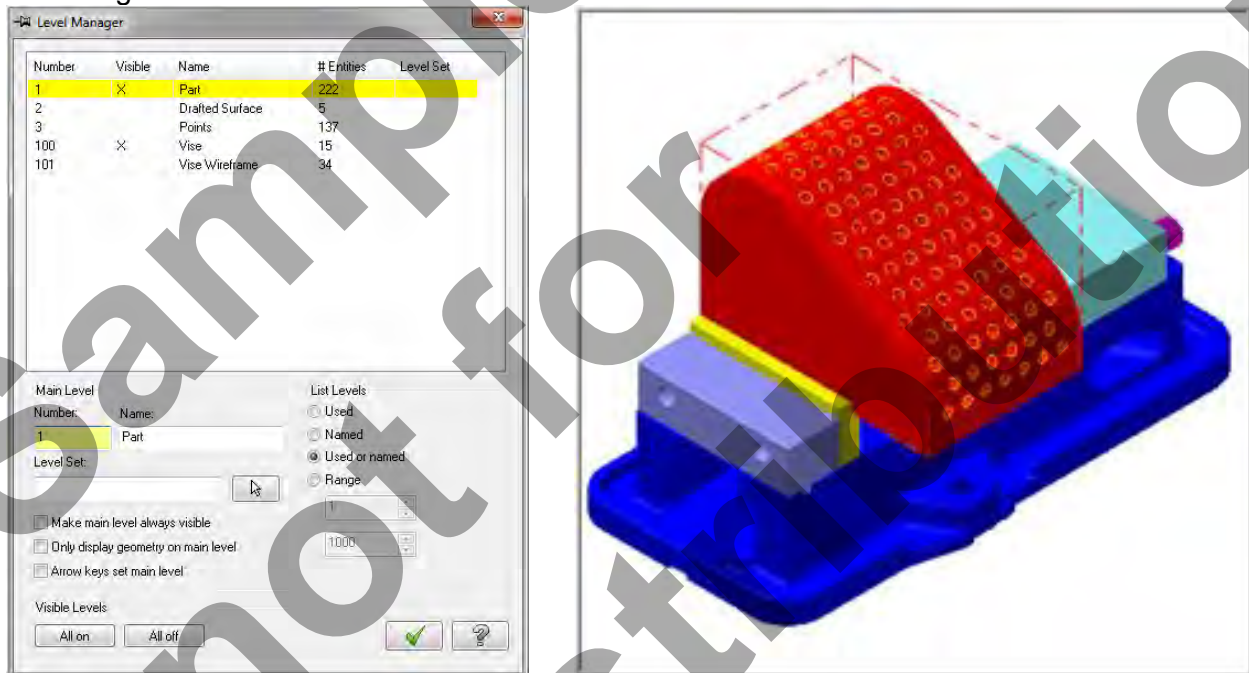 Level Manager
Number Visible Name # Entities Level Set
1 X Part 222
2 Drafted Surface 5
3 Points 137
100 X Vise 15
101 Vise Wireframe 34
Main Level
Number: Name:
1 Part
Level Set:
Make main level always visible
Only display geometry on main level
Arrow keys set main level
Visible Levels
All on All off
List Levels
Used
Named
Used or named
Range
1
1000
Sample
not for
distribution